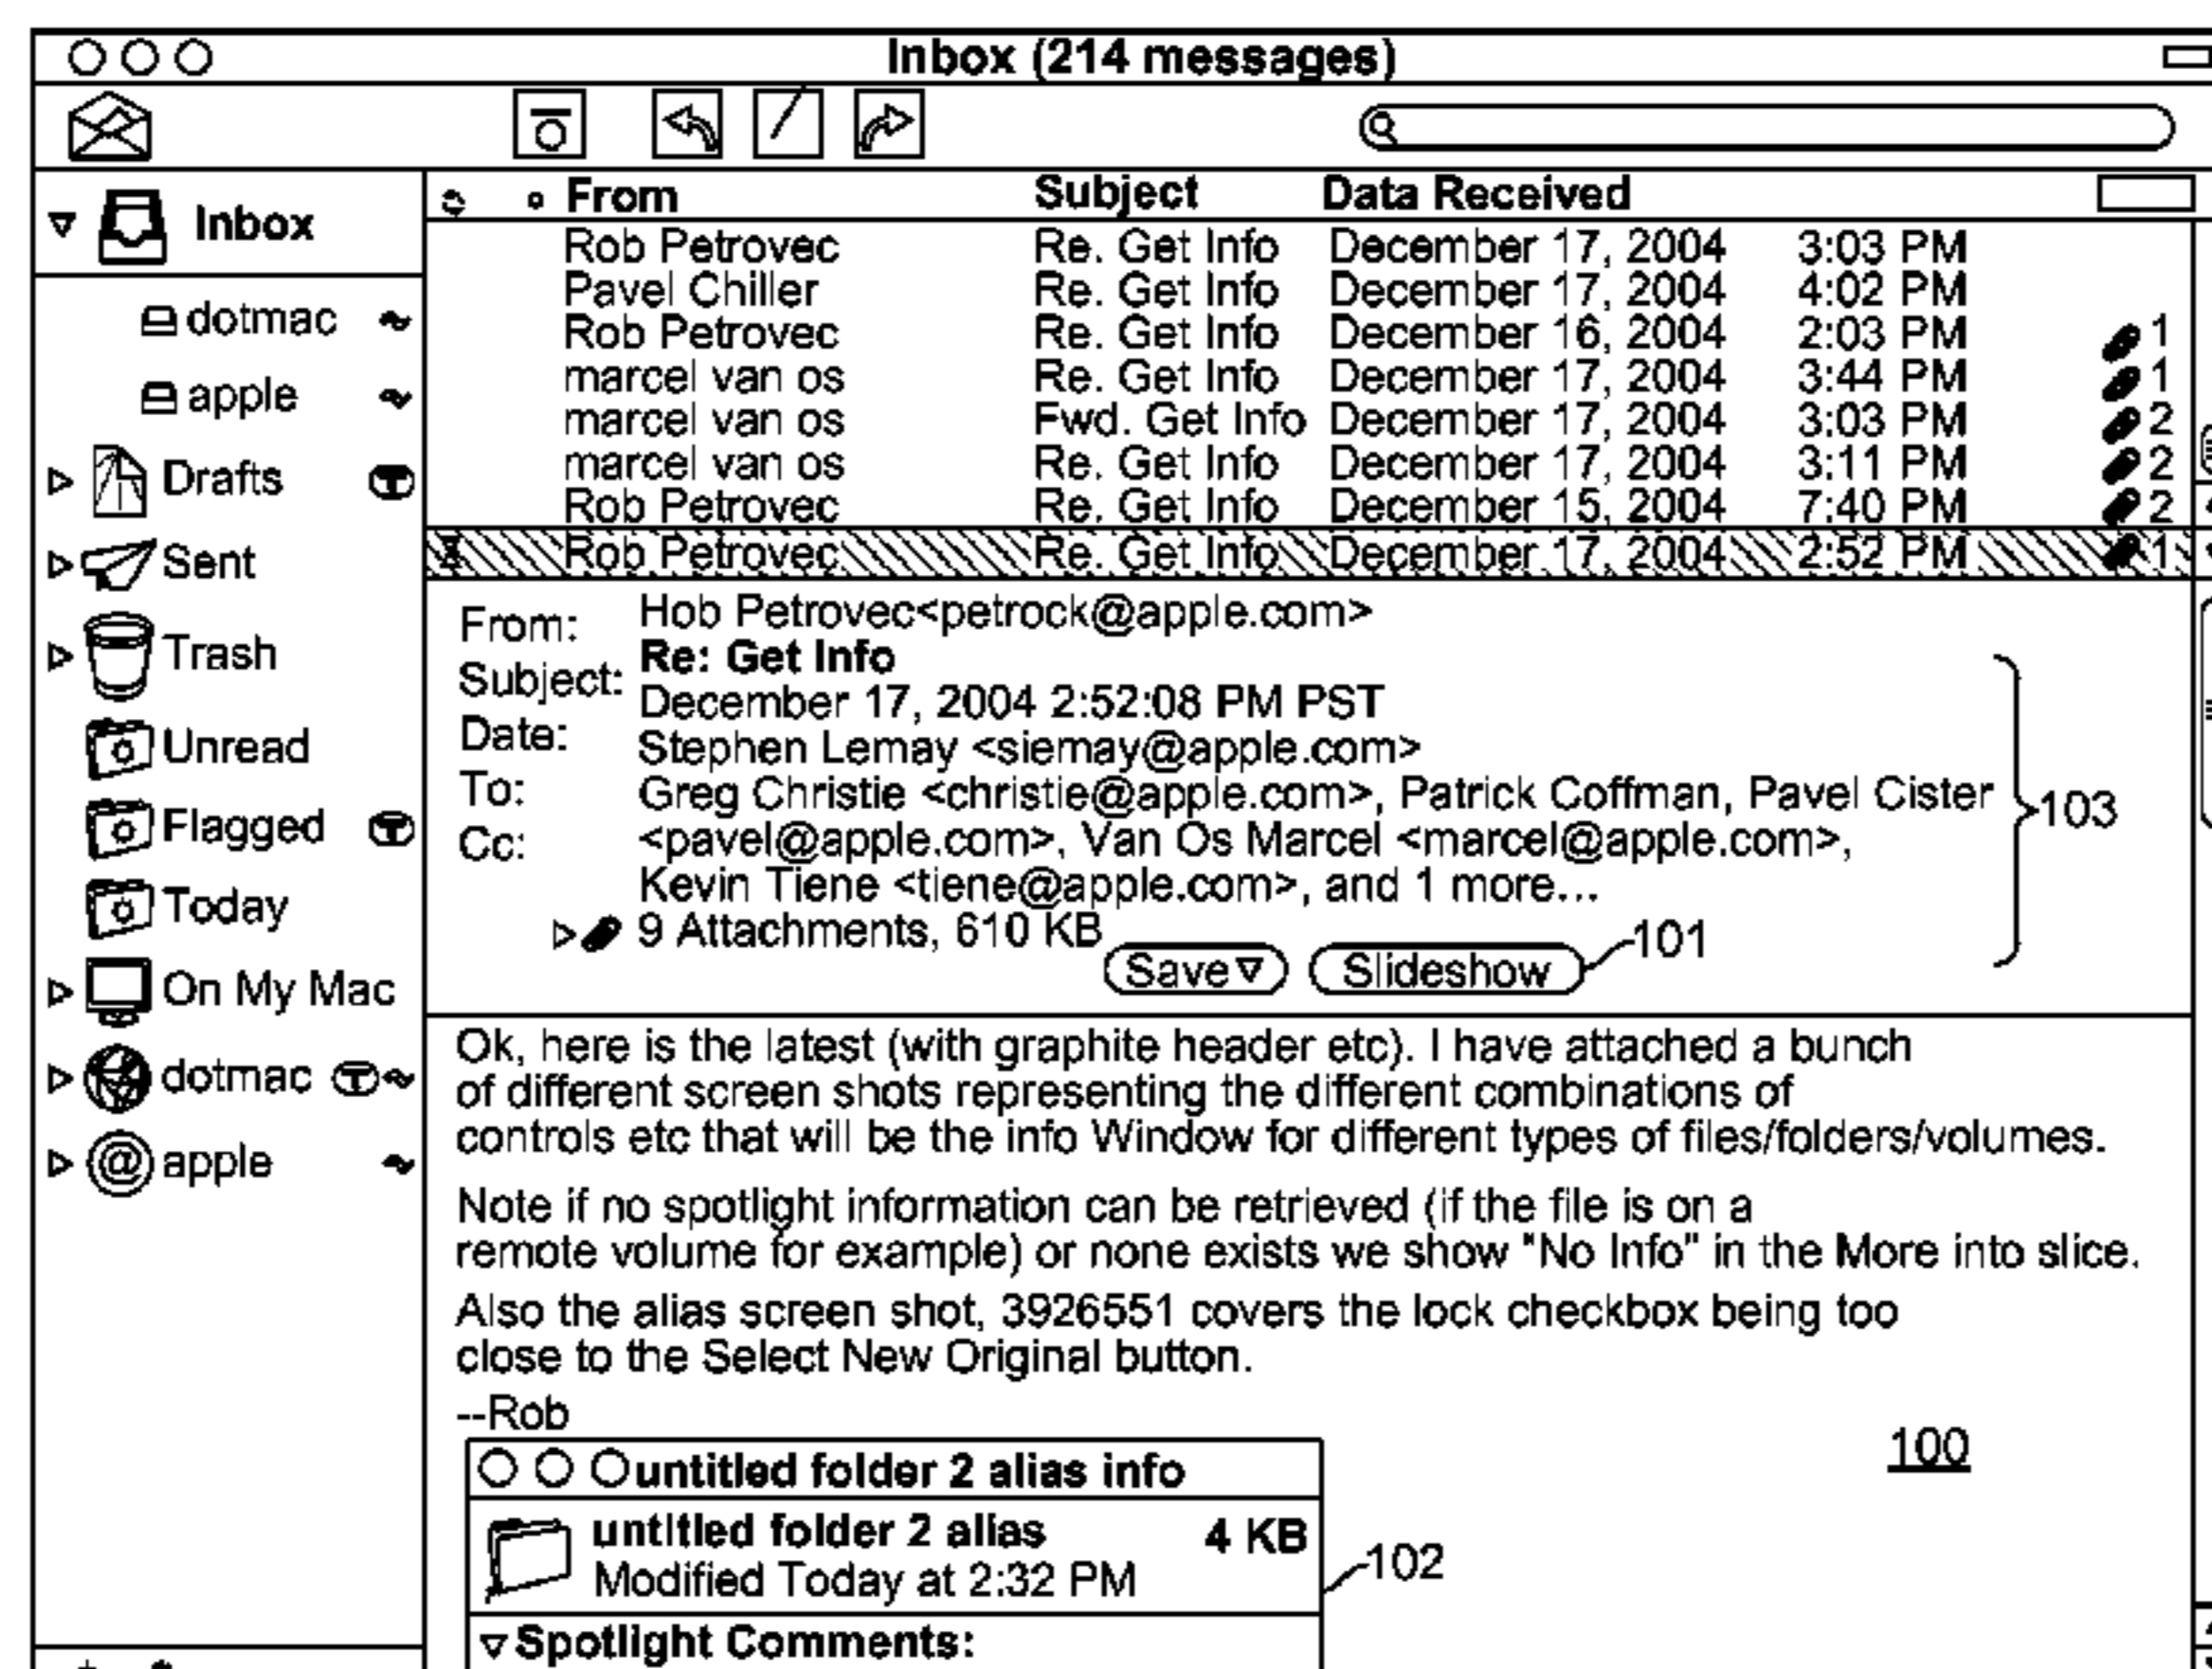 Inbox (214 messages)
Inbox
dotmac
apple
Drafts
Sent
Trash
Unread
Flagged
Today
On My Mac
dotmac
apple
From Subject Data Received
Rob Petrovec Re. Get Info December 17, 2004 3:03 PM
Pavel Chiller Re. Get Info December 17, 2004 4:02 PM
Rob Petrovec Re. Get Info December 16, 2004 2:03 PM 1
marcel van os Re. Get Info December 17, 2004 3:44 PM 1
marcel van os Fwd. Get Info December 17, 2004 3:03 PM 2
marcel van os Re. Get Info December 17, 2004 3:11 PM 2
Rob Petrovec Re. Get Info December 15, 2004 7:40 PM 2
Rob Petrovec Re. Get Info December 17, 2004 2:52 PM 1
From: Hob Petrovec<petrock@apple.com>
Subject: Re: Get Info
Date: December 17, 2004 2:52:08 PM PST
To: Stephen Lemay <siemay@apple.com>
Cc: Greg Christie <christie@apple.com>, Patrick Coffman, Pavel Cister
<pavel@apple.com>, Van Os Marcel <marcel@apple.com>,
Kevin Tiene <tiene@apple.com>, and 1 more...
9 Attachments, 610 KB
Save Slideshow
101
103
Ok, here is the latest (with graphite header etc). I have attached a bunch
of different screen shots representing the different combinations of
controls etc that will be the info Window for different types of files/folders/volumes.
Note if no spotlight information can be retrieved (if the file is on a
remote volume for example) or none exists we show "No Info" in the More into slice.
Also the alias screen shot, 3926551 covers the lock checkbox being too
close to the Select New Original button.
--Rob
100
untitled folder 2 alias info
untitled folder 2 alias 4 KB
Modified Today at 2:32 PM
102
Spotlight Comments: